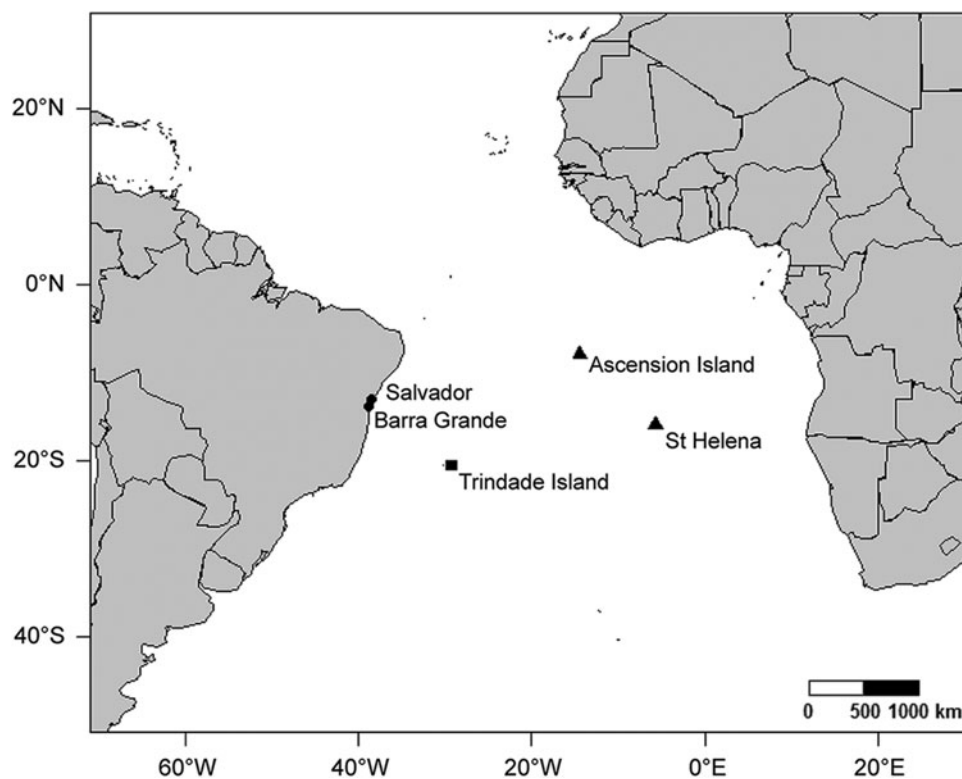 20°N
0°N
Ascension Island
Salvador
Barra Grande
St Helena
20°S
Trindade Island
40°S
0 500 1000 km
60°W 40°W 20°W 0°E 20°E